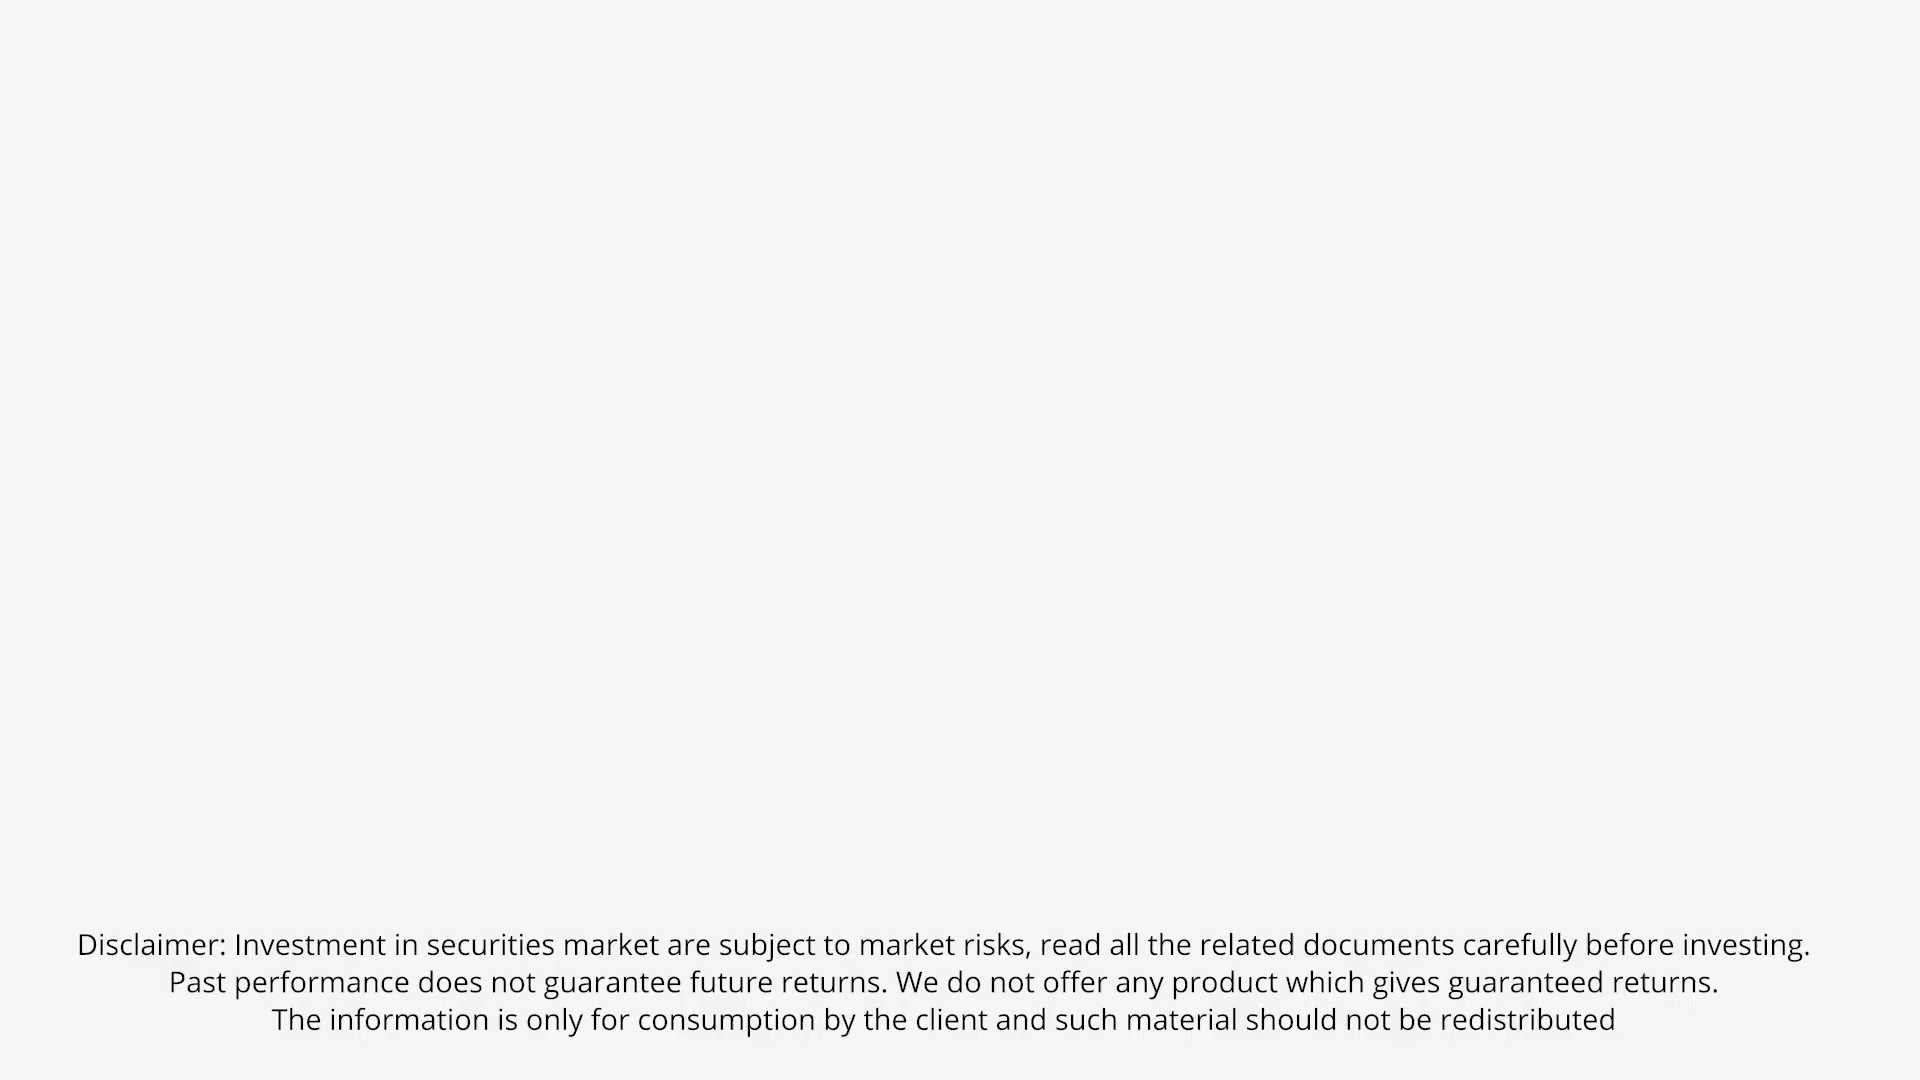 Disclaimer: Investment in securities market are subject to market risks, read all the related documents carefully before investing.
Past performance does not guarantee future returns. We do not offer any product which gives guaranteed returns.
The information is only for consumption by the client and such material should not be redistributed